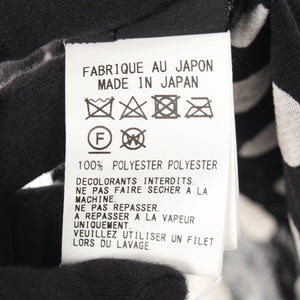 FABRIQUE AU JAPON
MADE IN JAPAN
F W
100% POLYESTER POLYESTER
DECOLORANTS INTERDITS.
NE PAS FAIRE SECHER A LA
MACHINE.
NE PAS REPASSER.
A REPASSER A LA VAPEUR
UNIQUEMENT.
VEUILLEZ UTILISER UN FILET
LORS DU LAVAGE.